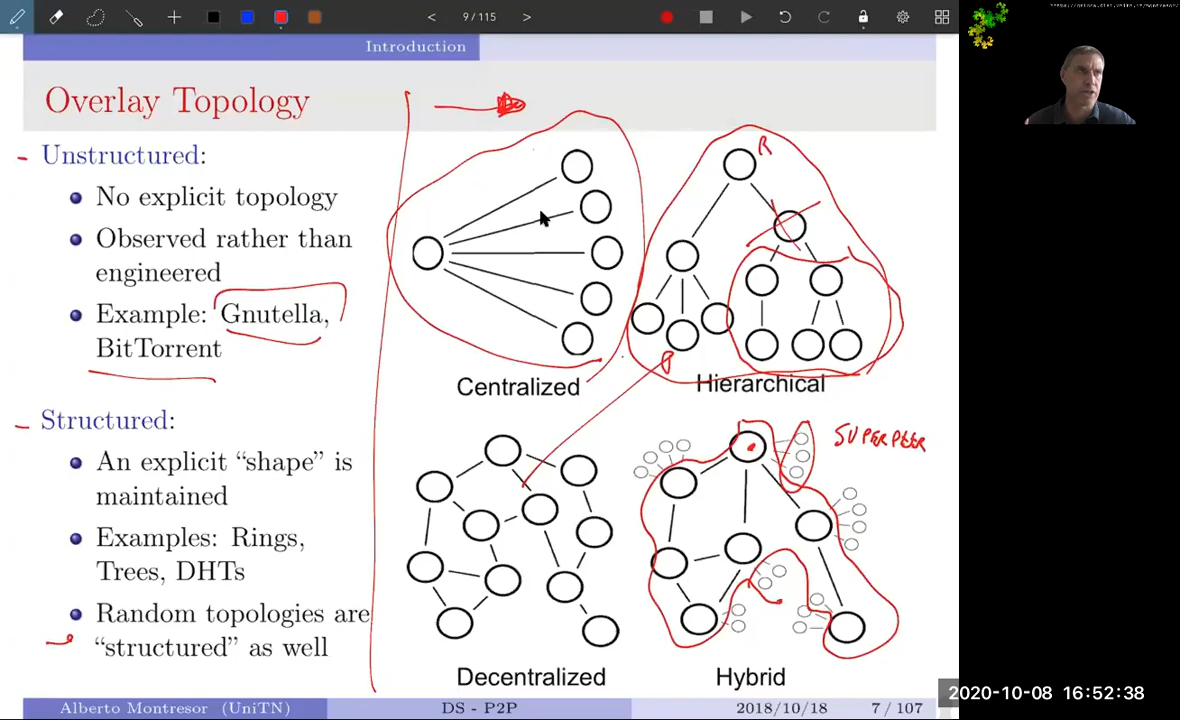 9/115
Introduction
Overlay Topology
Unstructured:
No explicit topology
Observed rather than
engineered
Example: Gnutella,
BitTorrent
Structured:
An explicit "shape" is
maintained
Examples: Rings,
Trees, DHTs
Random topologies are
"structured" as well
R
Centralized
Hierarchical
SUPERPEER
Decentralized
Hybrid
Alberto Montresor (UniTN)
DS - P2P
2018/10/18
7 / 107
2020-10-08 16:52:38